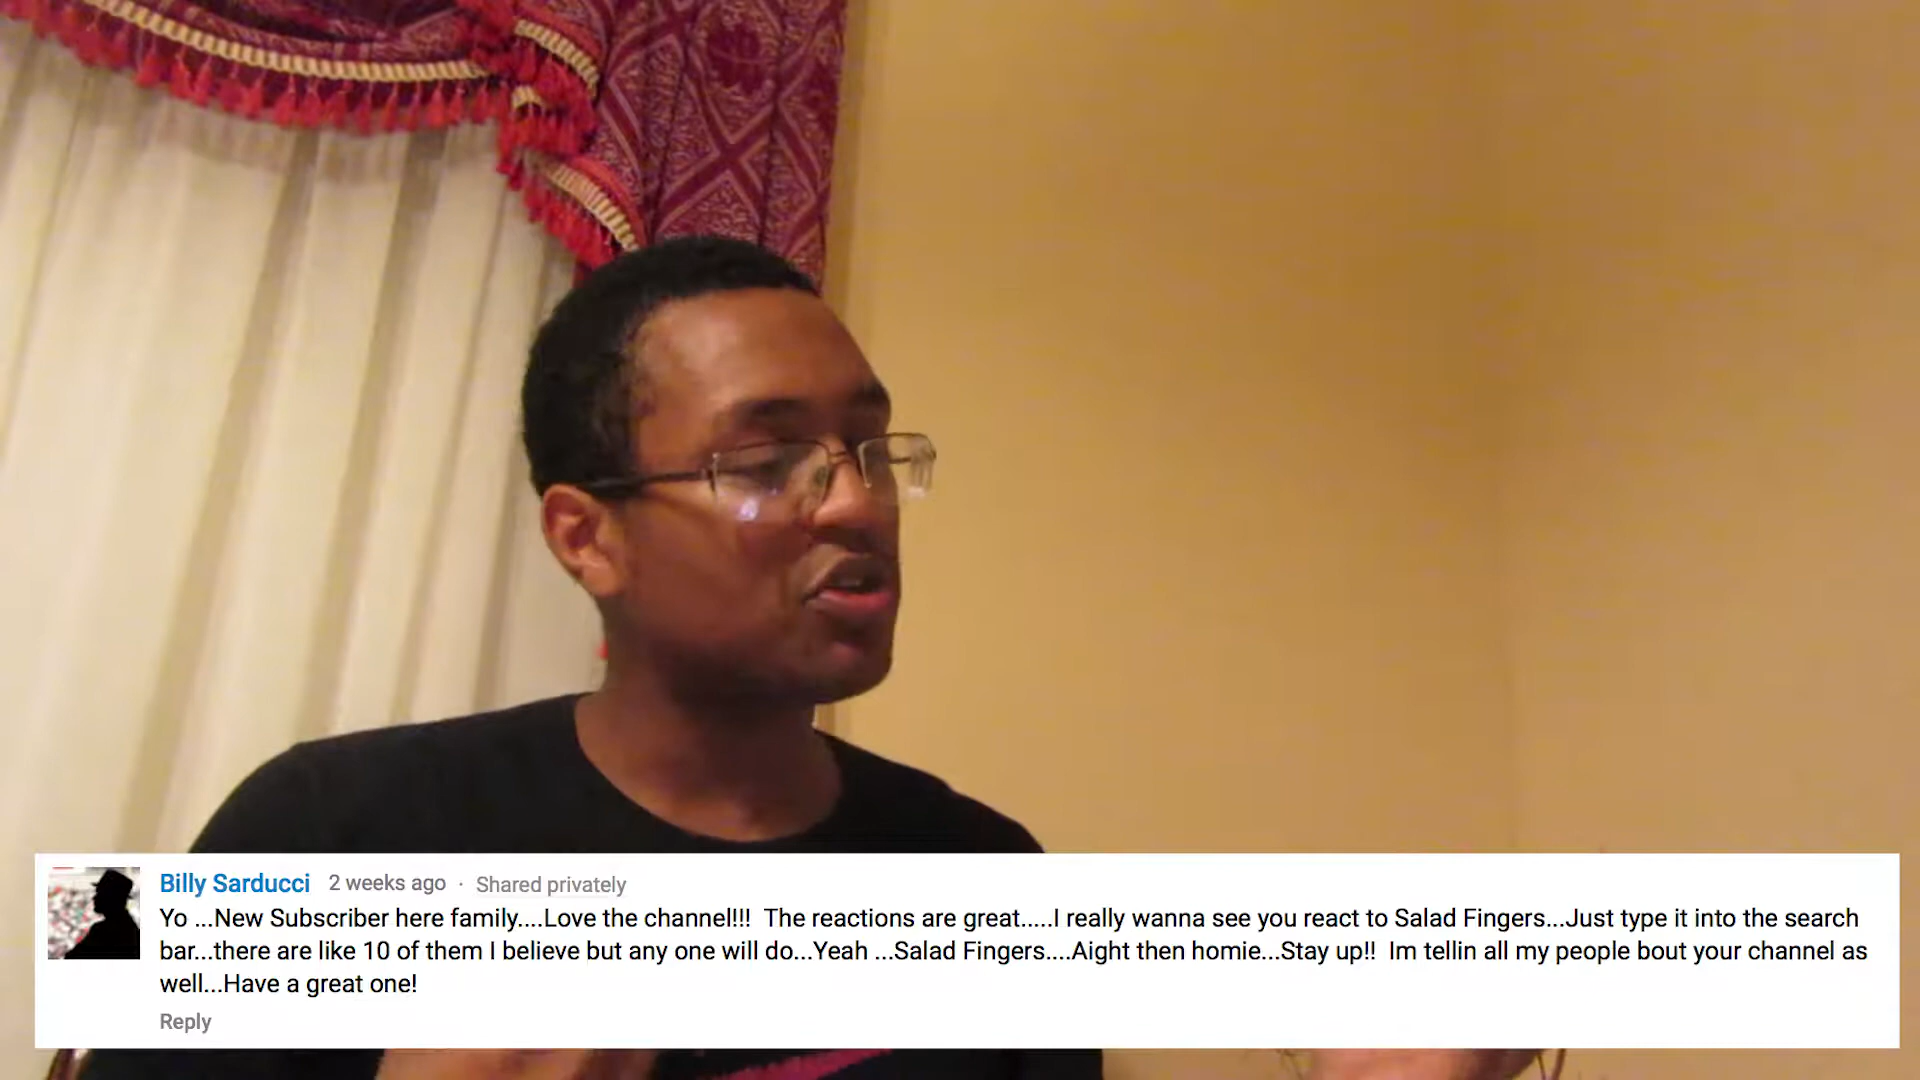 Billy Sarducci 2 weeks ago · Shared privately
Yo ...New Subscriber here family....Love the channel!!!  The reactions are great.....I really wanna see you react to Salad Fingers...Just type it into the search
bar...there are like 10 of them I believe but any one will do...Yeah ...Salad Fingers....Aight then homie...Stay up!!  Im tellin all my people bout your channel as
well...Have a great one!
Reply